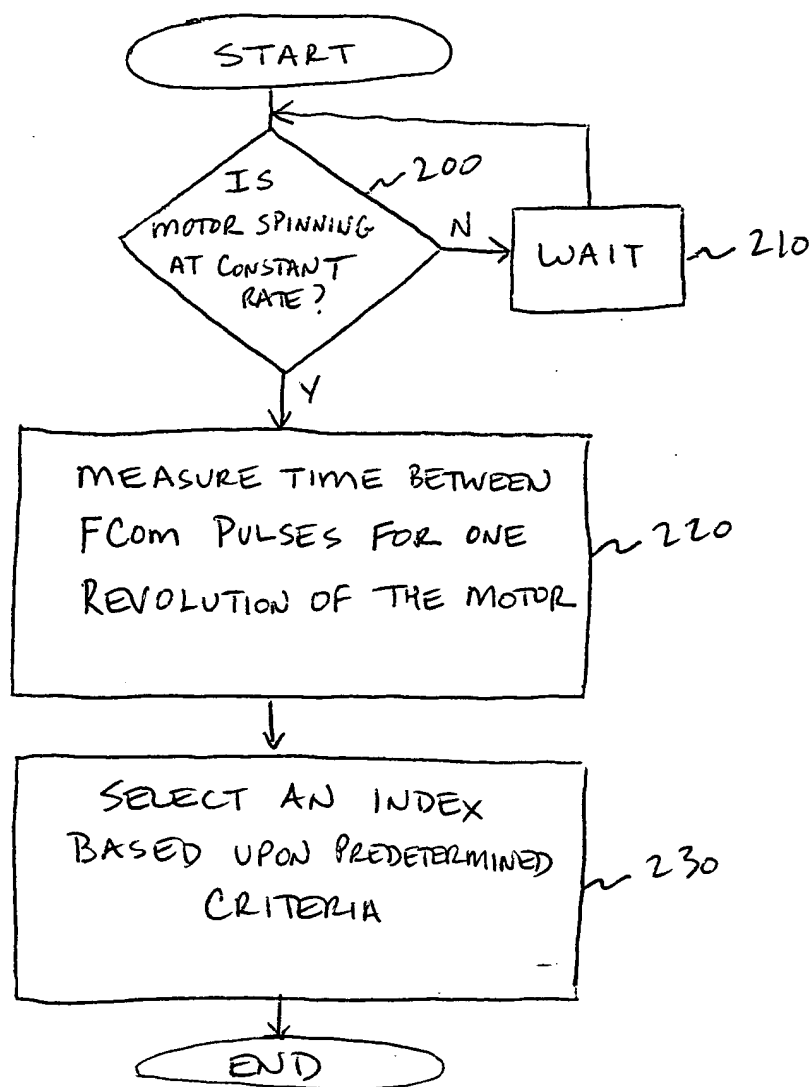 START
IS
MOTOR SPINNING
AT CONSTANT
RATE?
200
N
WAIT
210
Y
MEASURE TIME BETWEEN
FCOM PULSES FOR ONE
REVOLUTION OF THE MOTOR
220
SELECT AN INDEX
BASED UPON PREDETERMINED
CRITERIA
230
END